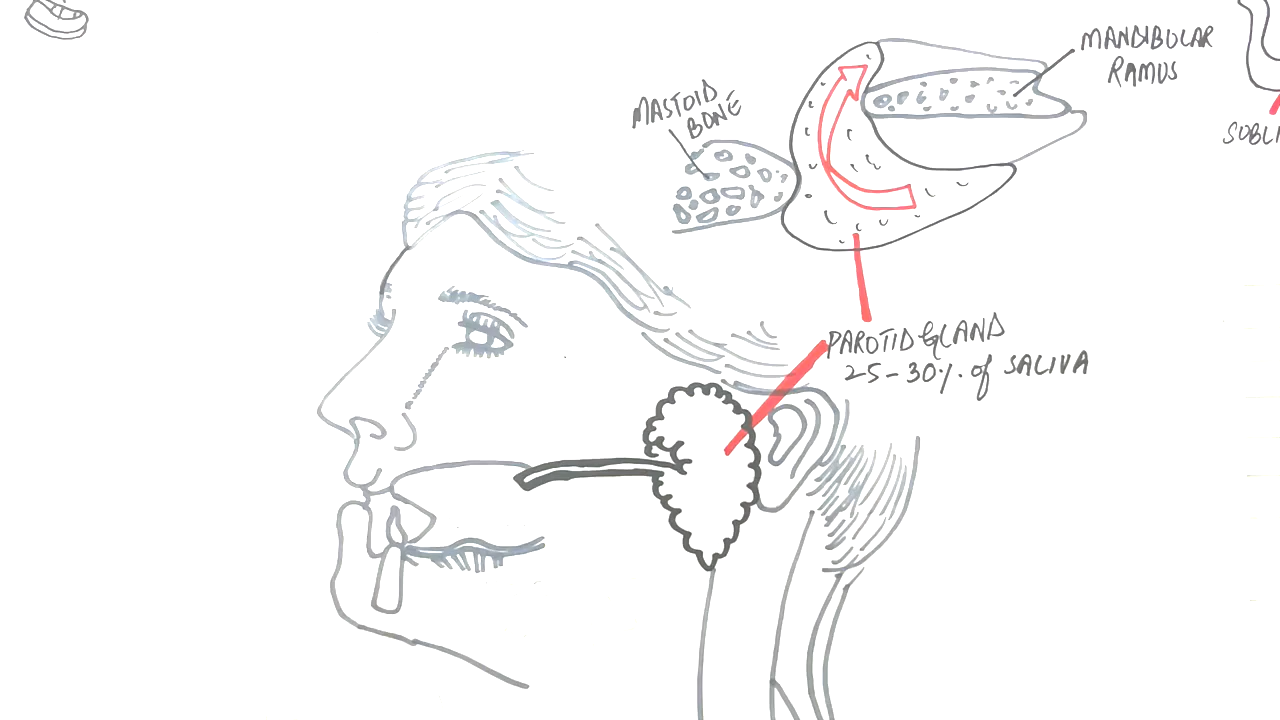 MANDIBULAR
RAMUS
MASTOID
BONE
PAROTID GLAND
25-30% of SALIVA